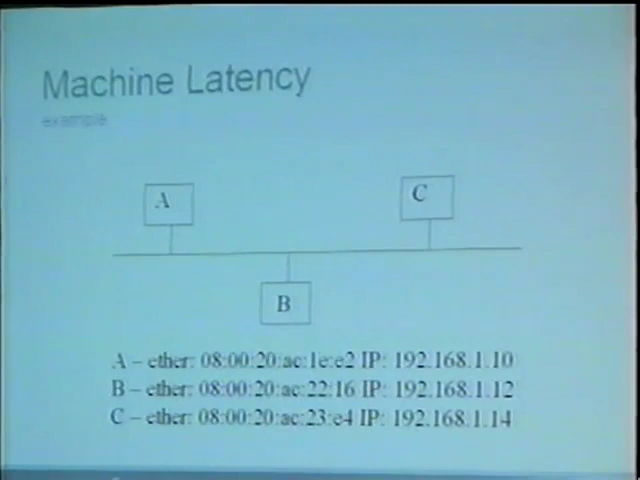 Machine Latency
example
A
C
B
A – ether: 08:00:20:ac:1e:e2 IP: 192.168.1.10
B – ether: 08:00:20:ac:22:16 IP: 192.168.1.12
C – ether: 08:00:20:ac:23:e4 IP: 192.168.1.14